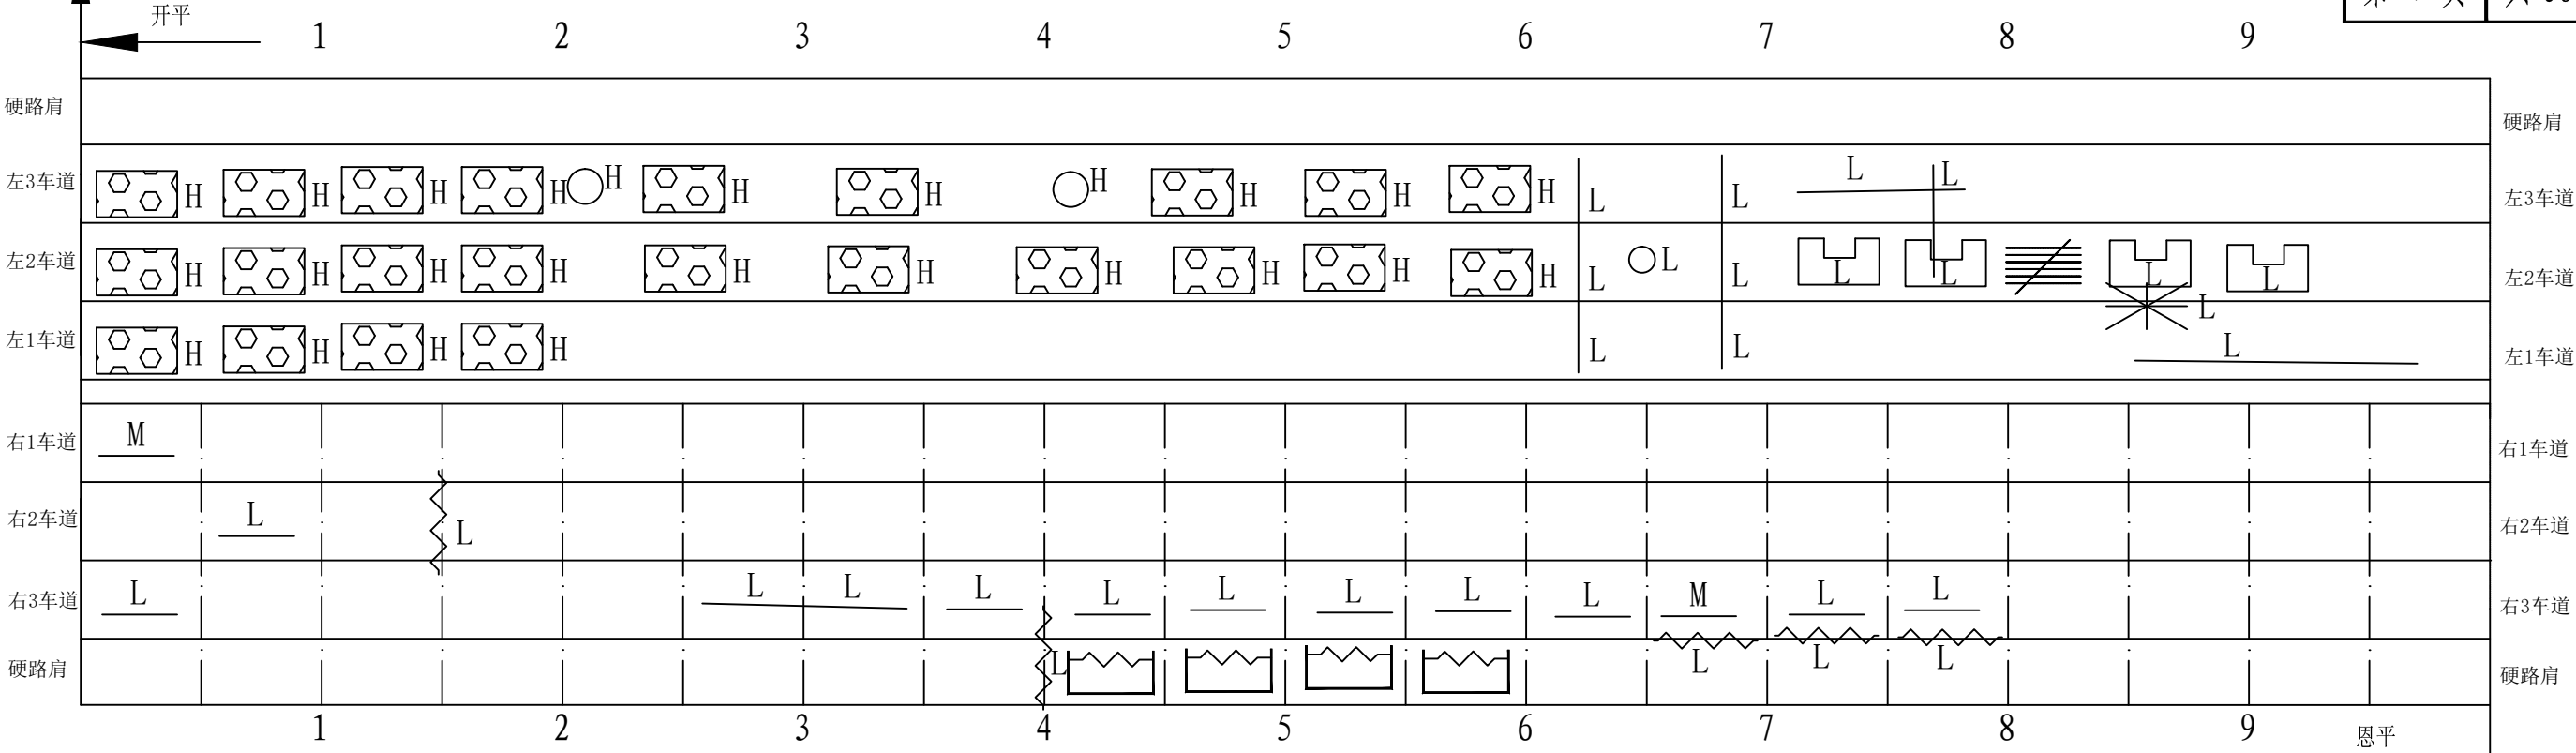 开平
1 2 3 4 5 6 7 8 9
硬路肩 硬路肩
左3车道 H H H H H H H H H H H L L L L 左3车道
左2车道 H H H H H H H H H H L L L L L L L 左2车道
L
左1车道 H H H H L L L 左1车道
右1车道 M 右1车道
右2车道 L L 右2车道
右3车道 L L L L L L L L L M L L 右3车道
硬路肩 L L L L 硬路肩
1 2 3 4 5 6 7 8 9 恩平